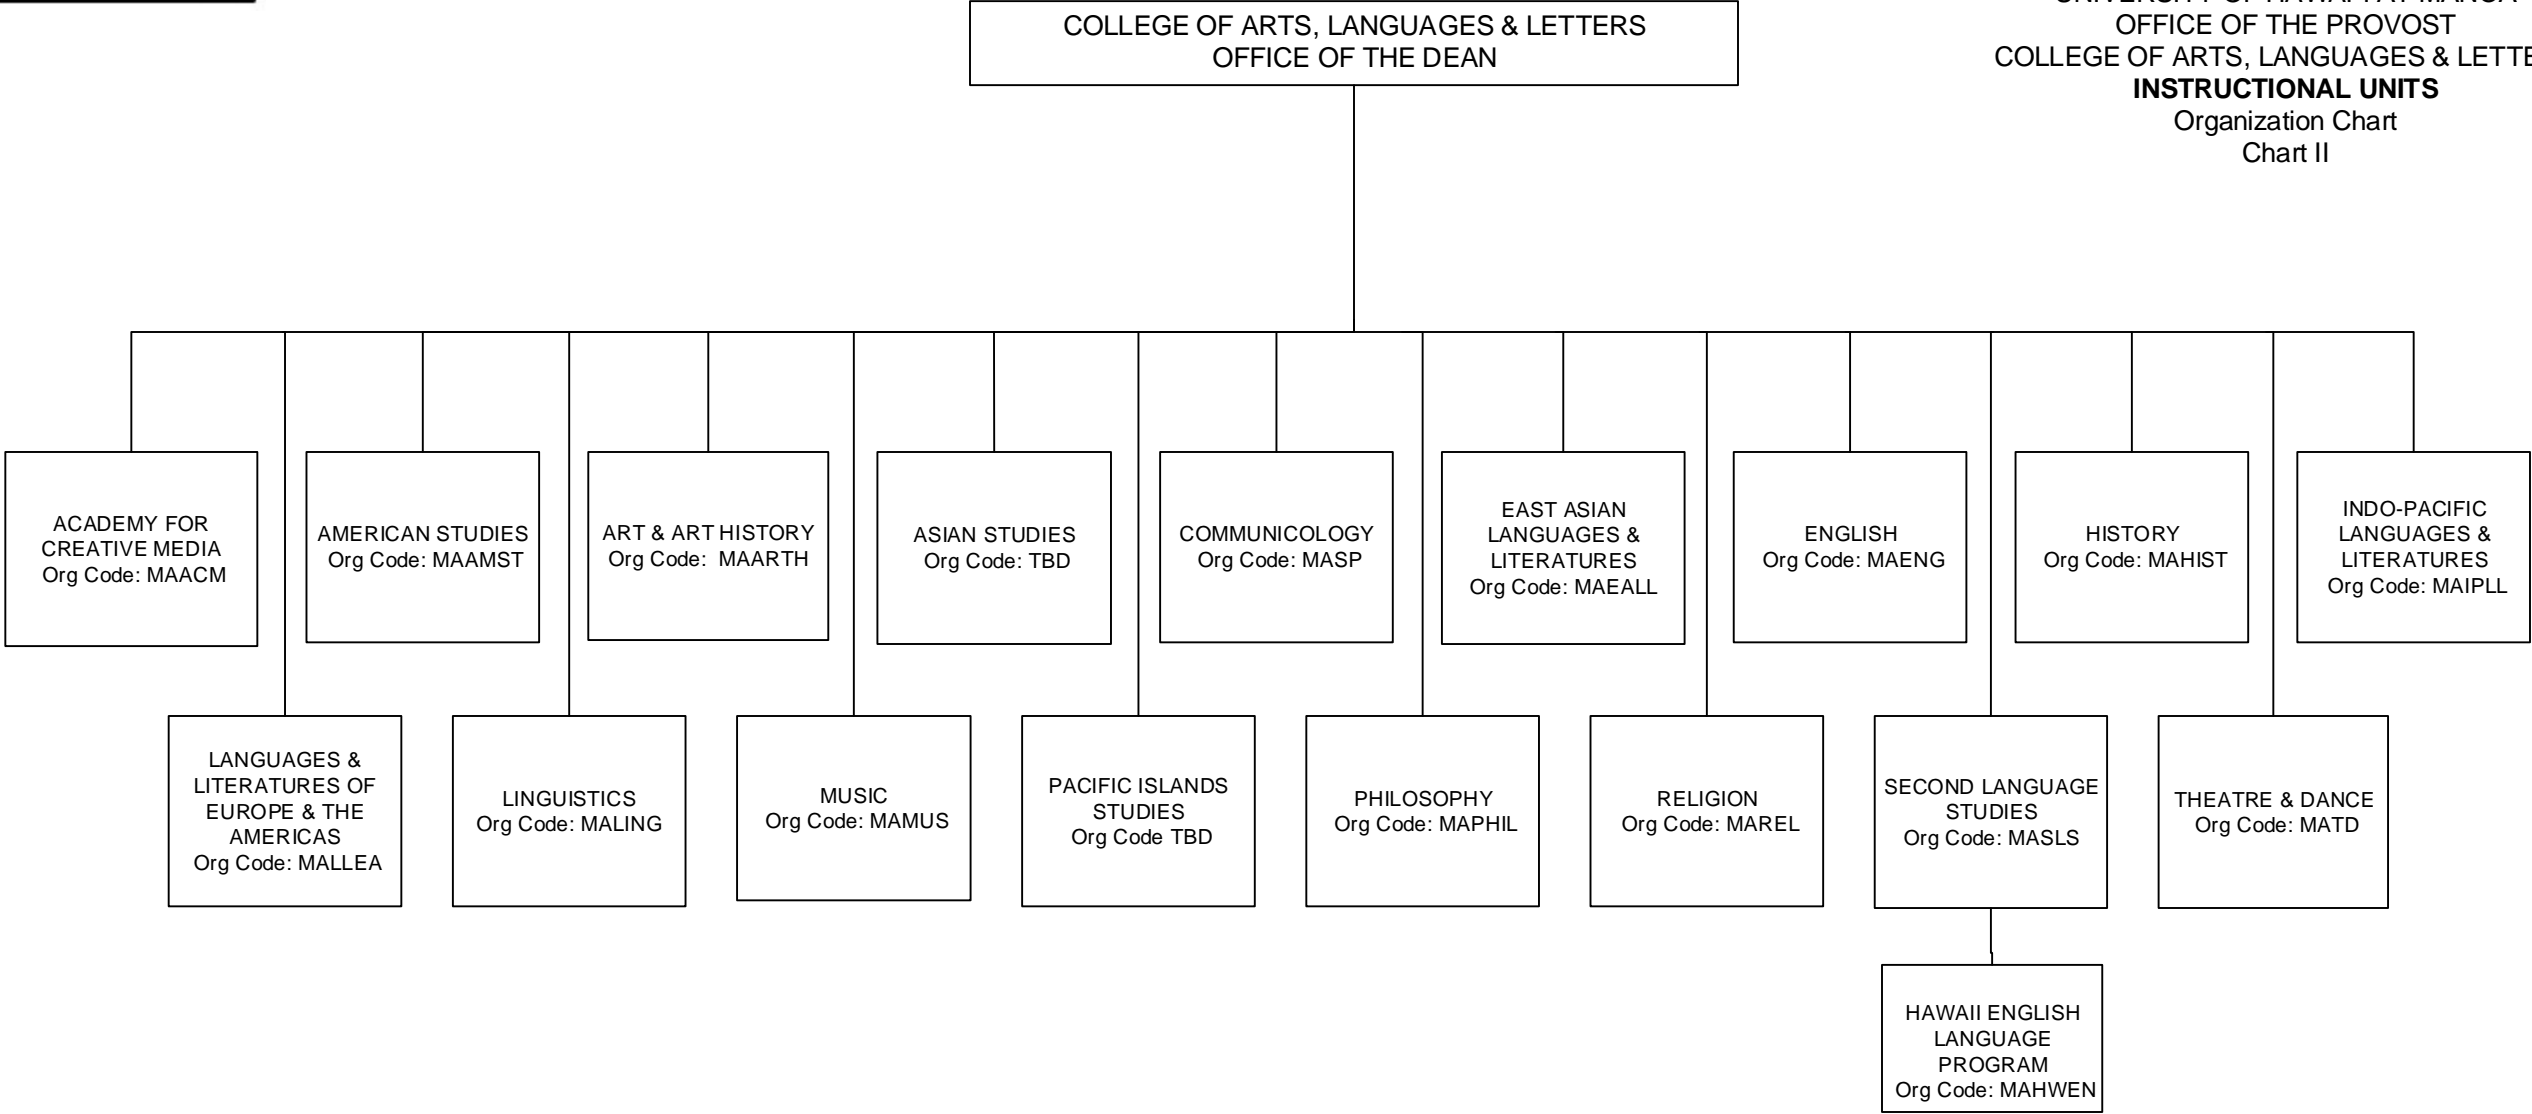 COLLEGE OF ARTS, LANGUAGES & LETTERS
OFFICE OF THE DEAN
OFFICE OF THE PROVOST
COLLEGE OF ARTS, LANGUAGES &
INSTRUCTIONAL UNITS
Organization Chart
Chart II
ACADEMY FOR
CREATIVE MEDIA
Org Code: MAACM
AMERICAN STUDIES
Org Code: MAAMST
ART & ART HISTORY
Org Code: MAARTH
ASIAN STUDIES
Org Code: TBD
COMMUNICOLOGY
Org Code: MASP
EAST ASIAN
LANGUAGES &
LITERATURES
Org Code: MAEALL
ENGLISH
Org Code: MAENG
HISTORY
Org Code: MAHIST
INDO-PACIFIC
LANGUAGES &
LITERATURES
Org Code: MAIPLL
LANGUAGES &
LITERATURES OF
EUROPE & THE
AMERICAS
Org Code: MALLEA
LINGUISTICS
Org Code: MALING
MUSIC
Org Code: MAMUS
PACIFIC ISLANDS
STUDIES
Org Code TBD
PHILOSOPHY
Org Code: MAPHIL
RELIGION
Org Code: MAREL
SECOND LANGUAGE
STUDIES
Org Code: MASLS
THEATRE & DANCE
Org Code: MATD
HAWAII ENGLISH
LANGUAGE
PROGRAM
Org Code: MAHWEN